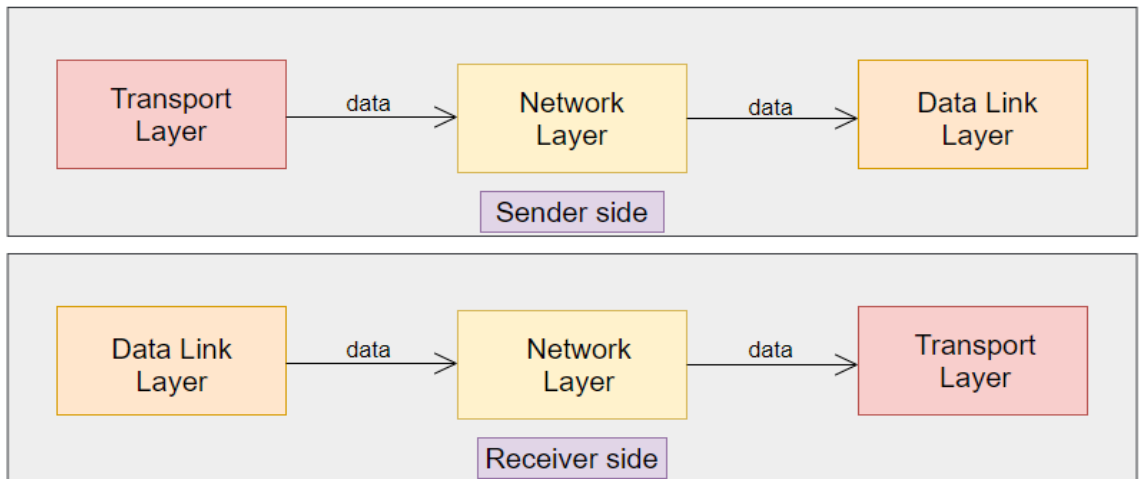 Transport
Layer
data
Network
Layer
data
Data Link
Layer
Sender side
Data Link
Layer
data
Network
Layer
data
Transport
Layer
Receiver side